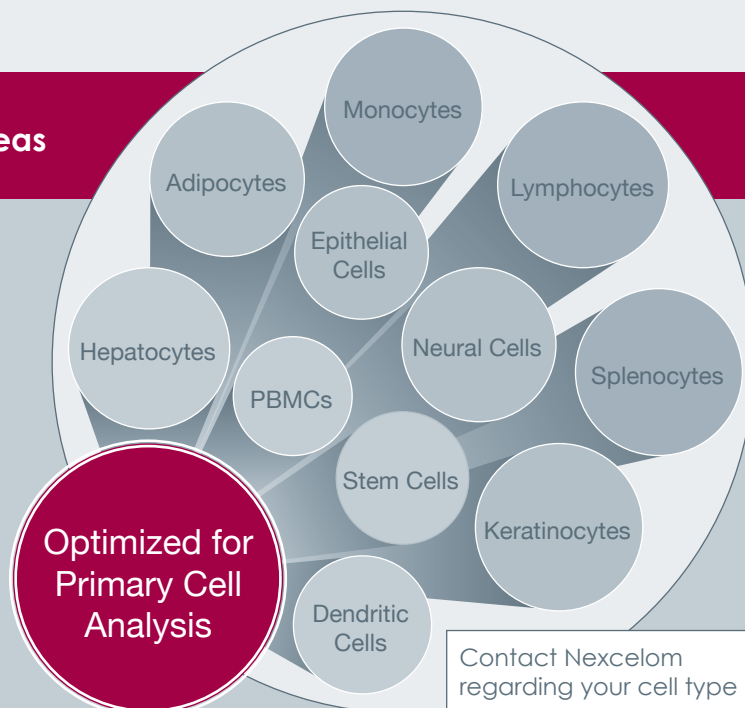 eas
Monocytes
Adipocytes
Lymphocytes
Epithelial
Cells
Hepatocytes
Neural Cells
Splenocytes
PBMCs
Stem Cells
Keratinocytes
Optimized for
Primary Cell
Analysis
Dendritic
Cells
Contact Nexcelom
regarding your cell type